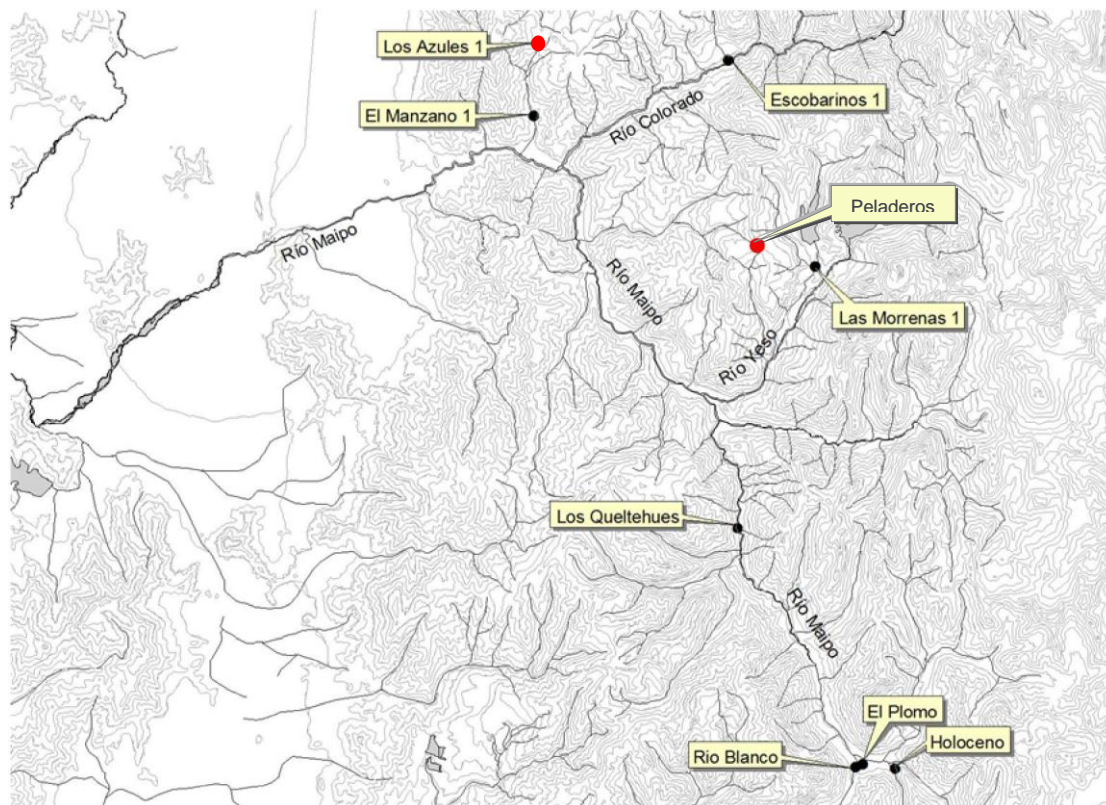 Los Azules 1
Escobarinos 1
El Manzano 1
Río Colorado
Peladeros
Río Maipo
Río Maipo
Las Morrenas 1
Río Yeso
Los Queltehues
Río Maipo
El Plomo
Holoceno
Rio Blanco